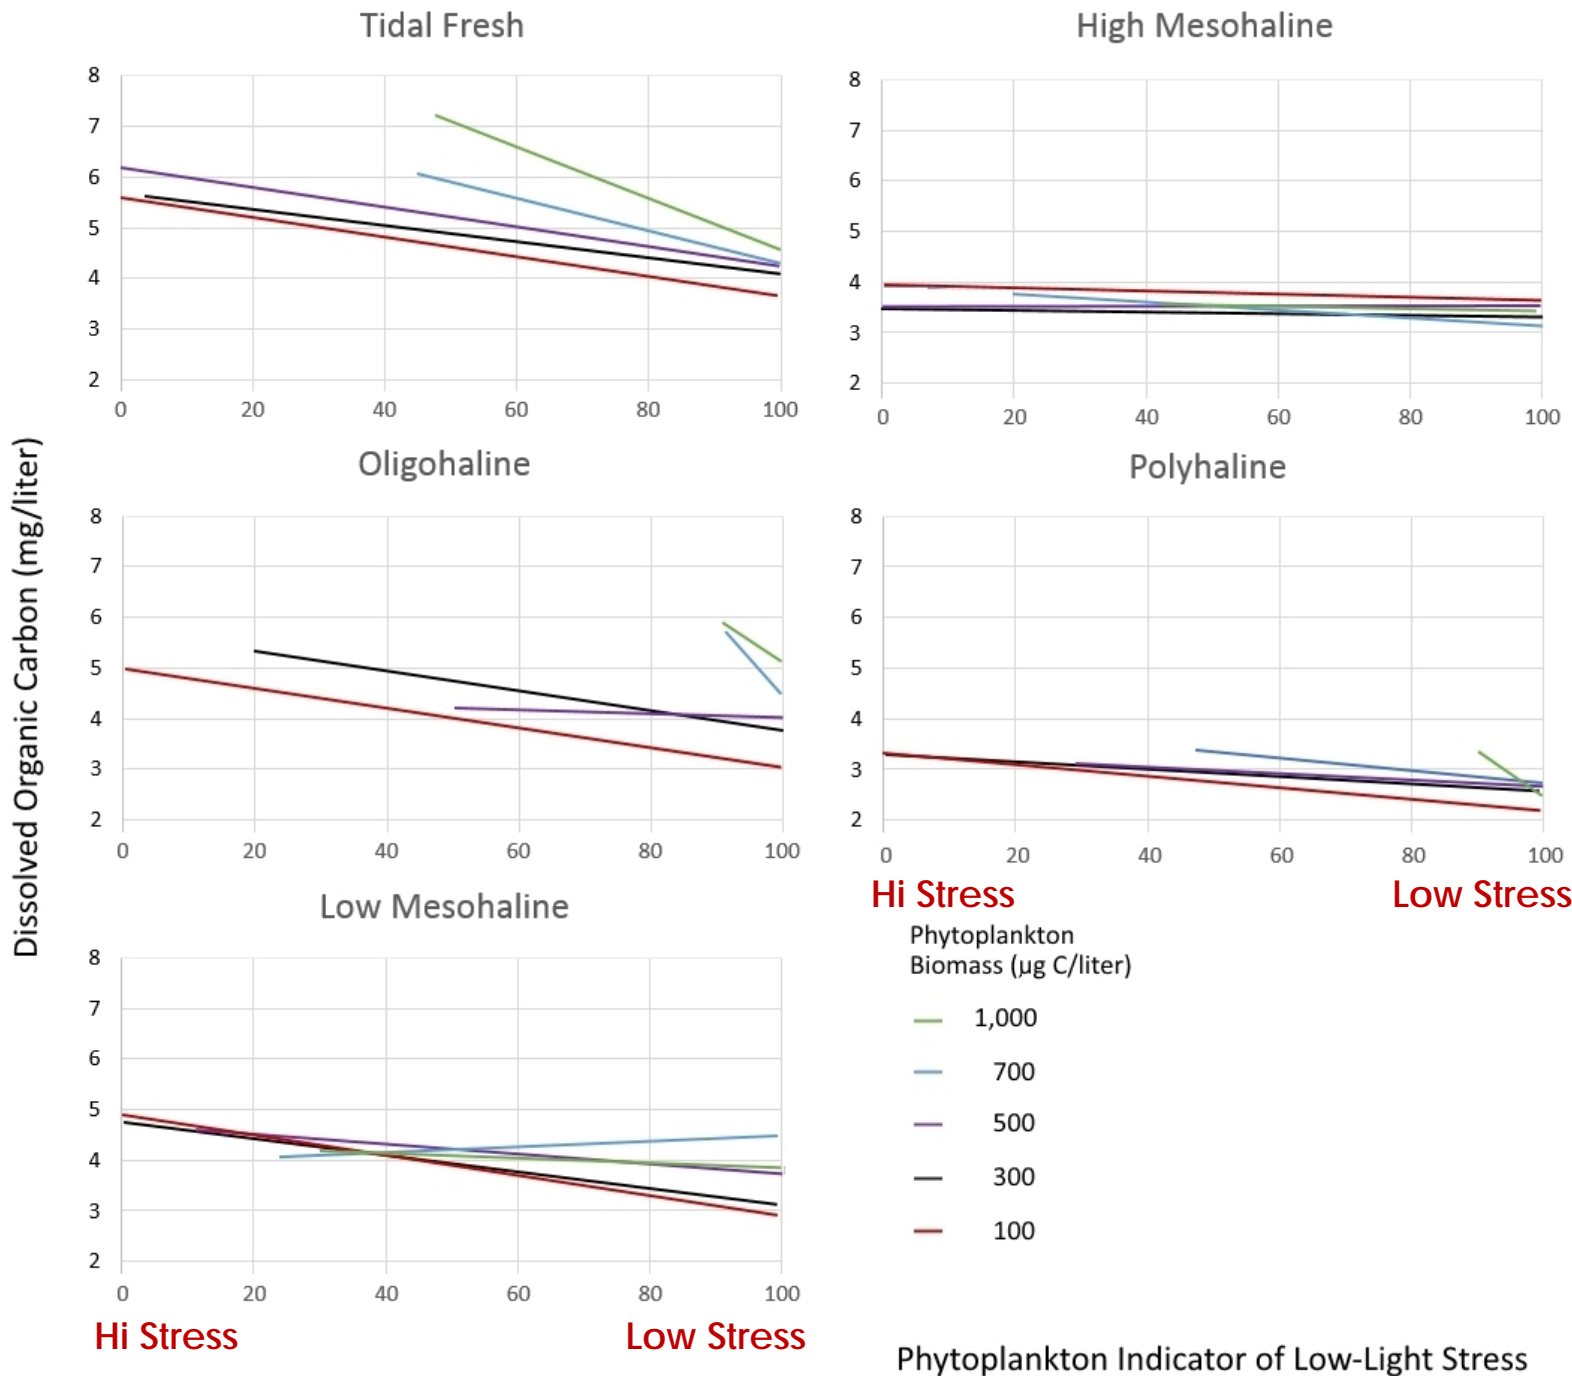 Tidal Fresh
8
7
6
5
4
3
2
0 20 40 60 80 100
High Mesohaline
8
7
6
5
4
3
2
0 20 40 60 80 100
Dissolved Organic Carbon (mg/liter)
Oligohaline
8
7
6
5
4
3
2
0 20 40 60 80 100
Polyhaline
8
7
6
5
4
3
2
0 20 40 60 80 100
Hi Stress Low Stress
Low Mesohaline
8
7
6
5
4
3
2
0 20 40 60 80 100
Hi Stress Low Stress
Phytoplankton
Biomass (µg C/liter)
1,000
700
500
300
100
Phytoplankton Indicator of Low-Light Stress